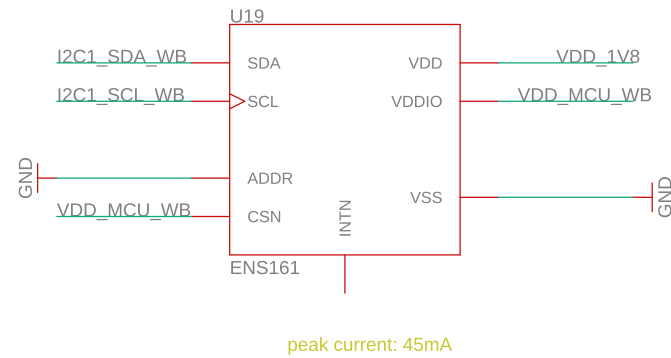 U19
I2C1_SDA_WB
SDA
VDD
VDD_1V8
I2C1_SCL_WB
SCL
VDDIO
VDD_MCU_WB
GND
ADDR
VSS
GND
VDD_MCU_WB
CSN
INTN
ENS161
peak current: 45mA